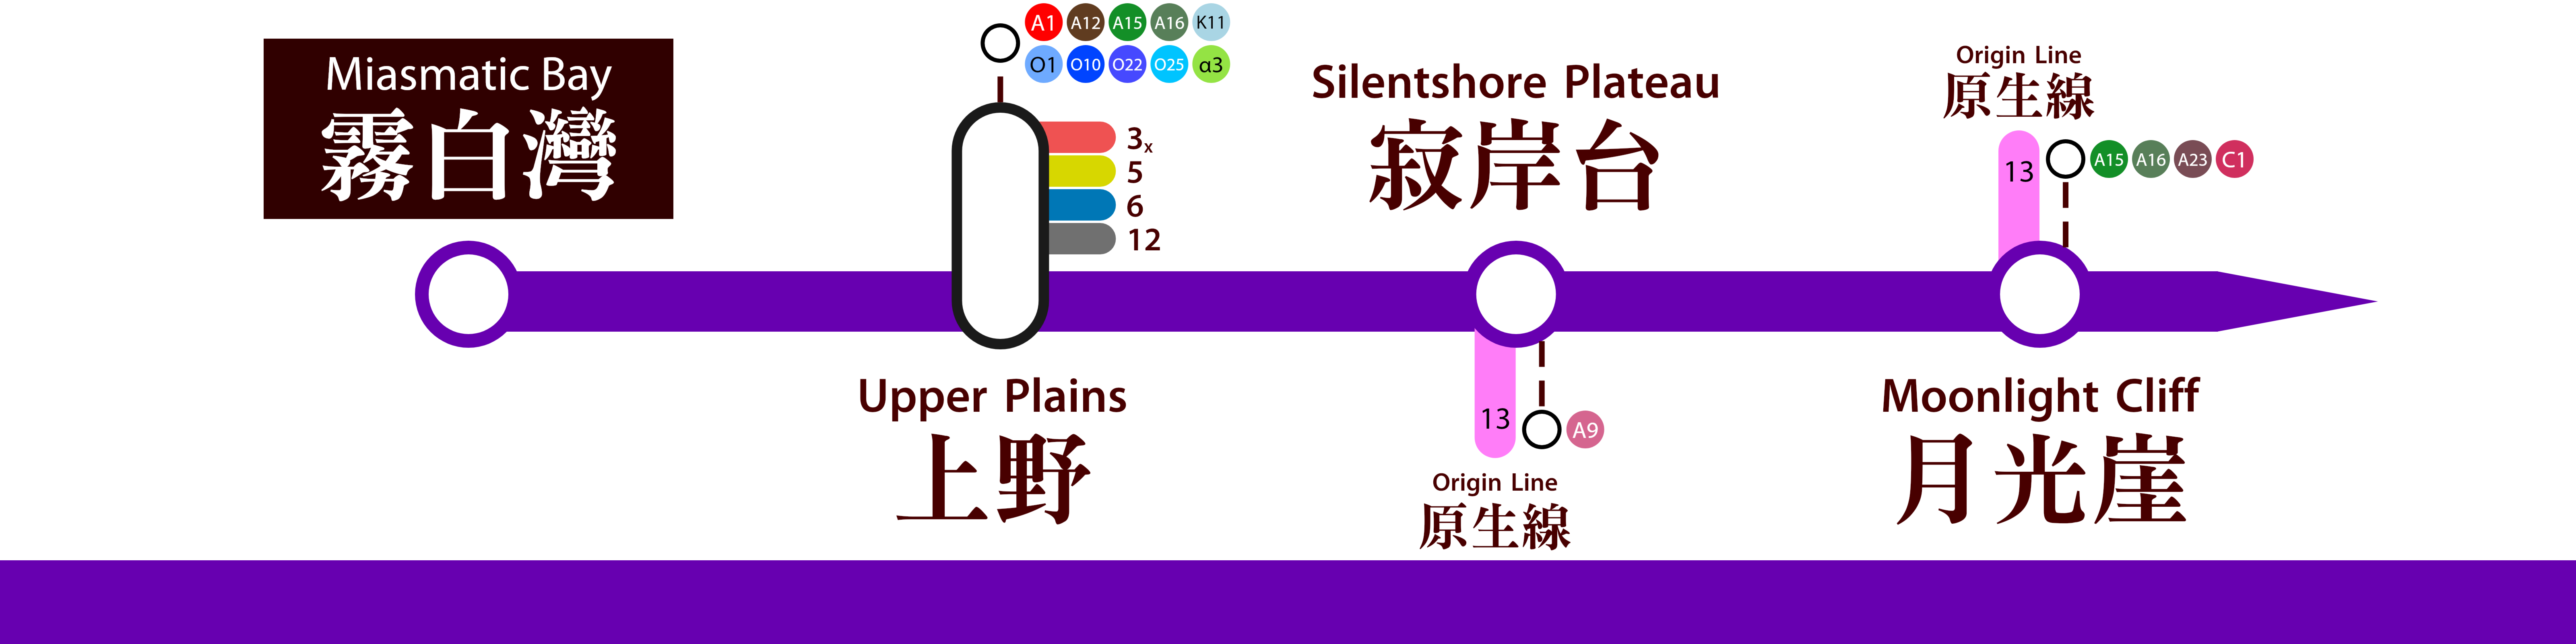 Miasmatic Bay
霧白灣
A1 A12 A15 A16 K11
O1 O10 O22 O25 α3
3x
5
6
12
Upper Plains
上野
Silentshore Plateau
寂岸台
13
A9
Origin Line
原生線
Origin Line
原生線
13
A15 A16 A23 C1
Moonlight Cliff
月光崖